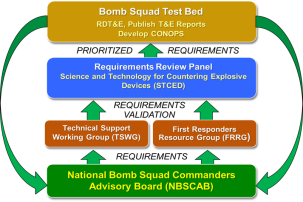 Bomb Squad Test Bed
RDT&E, Publish T&E Reports
Develop CONOPS
PRIORITIZED REQUIREMENTS
Requirements Review Panel
Science and Technology for Countering Explosive
Devices (STCED)
REQUIREMENTS
VALIDATION
Technical Support
Working Group (TSWG)
First Responders
Resource Group (FRRG)
REQUIREMENTS
National Bomb Squad Commanders
Advisory Board (NBSCAB)